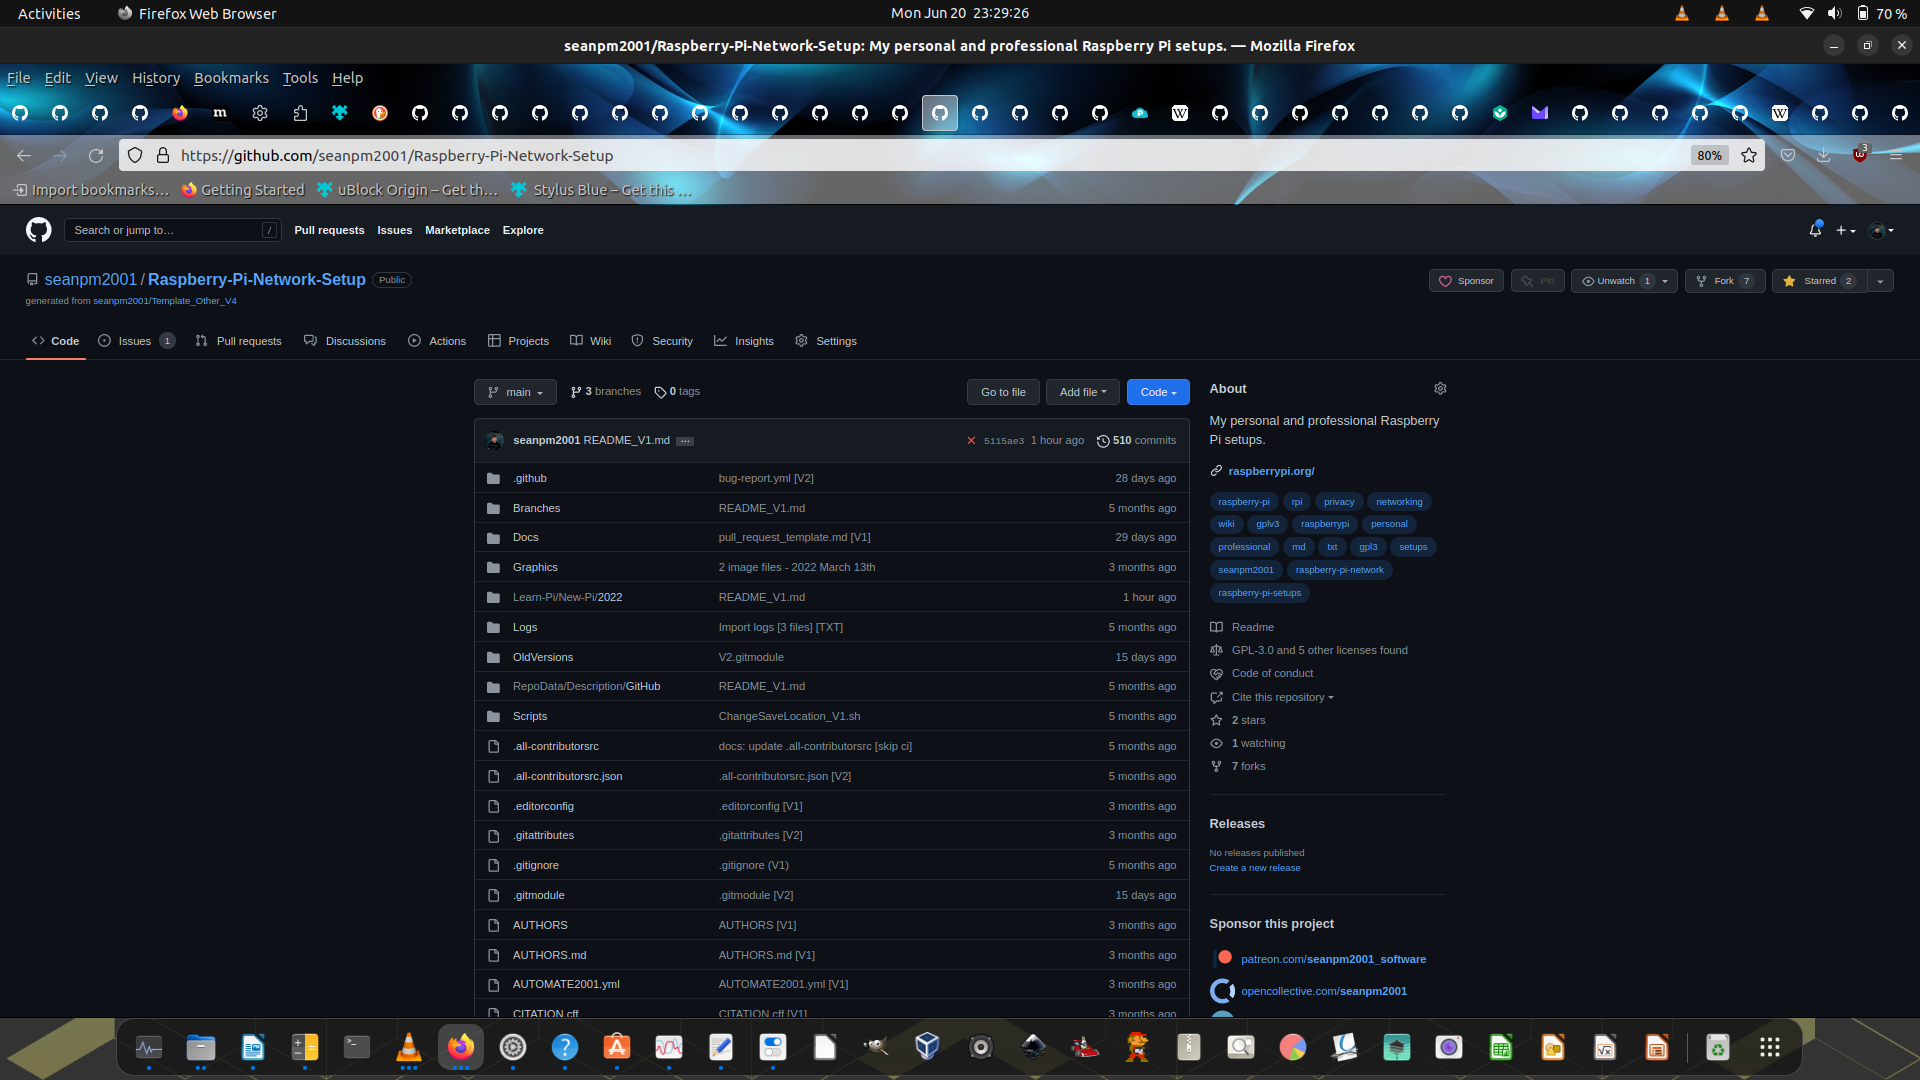 Activities Firefox Web Browser Mon Jun 20 23:29:26 70 %
seanpm2001/Raspberry-Pi-Network-Setup: My personal and professional Raspberry Pi setups. — Mozilla Firefox
File Edit View History Bookmarks Tools Help
https://github.com/seanpm2001/Raspberry-Pi-Network-Setup 80% 3
Import bookmarks… Getting Started uBlock Origin – Get th… Stylus Blue – Get this …
Search or jump to… / Pull requests Issues Marketplace Explore
seanpm2001 / Raspberry-Pi-Network-Setup Public
Sponsor Pin Unwatch 1 Fork 7 Starred 2
generated from seanpm2001/Template_Other_V4
Code Issues 1 Pull requests Discussions Actions Projects Wiki Security Insights Settings
main 3 branches 0 tags Go to file Add file Code
seanpm2001 README_V1.md ... 5115ae3 1 hour ago 510 commits
.github bug-report.yml [V2] 28 days ago
Branches README_V1.md 5 months ago
Docs pull_request_template.md [V1] 29 days ago
Graphics 2 image files - 2022 March 13th 3 months ago
Learn-Pi/New-Pi/2022 README_V1.md 1 hour ago
Logs Import logs [3 files] [TXT] 5 months ago
OldVersions V2.gitmodule 15 days ago
RepoData/Description/GitHub README_V1.md 5 months ago
Scripts ChangeSaveLocation_V1.sh 5 months ago
.all-contributorsrc docs: update .all-contributorsrc [skip ci] 5 months ago
.all-contributorsrc.json .all-contributorsrc.json [V2] 5 months ago
.editorconfig .editorconfig [V1] 3 months ago
.gitattributes ,gitattributes [V2] 3 months ago
.gitignore .gitignore (V1) 5 months ago
.gitmodule .gitmodule [V2] 15 days ago
AUTHORS AUTHORS [V1] 3 months ago
AUTHORS.md AUTHORS.md [V1] 3 months ago
AUTOMATE2001.yml AUTOMATE2001.yml [V1] 3 months ago
CITATION.cff CITATION.cff [V1] 3 months ago
About
My personal and professional Raspberry
Pi setups.
raspberrypi.org/
raspberry-pi rpi privacy networking
wiki gplv3 raspberrypi personal
professional md txt gpl3 setups
seanpm2001 raspberry-pi-network
raspberry-pi-setups
Readme
GPL-3.0 and 5 other licenses found
Code of conduct
Cite this repository
2 stars
1 watching
7 forks
Releases
No releases published
Create a new release
Sponsor this project
patreon.com/seanpm2001_software
opencollective.com/seanpm2001